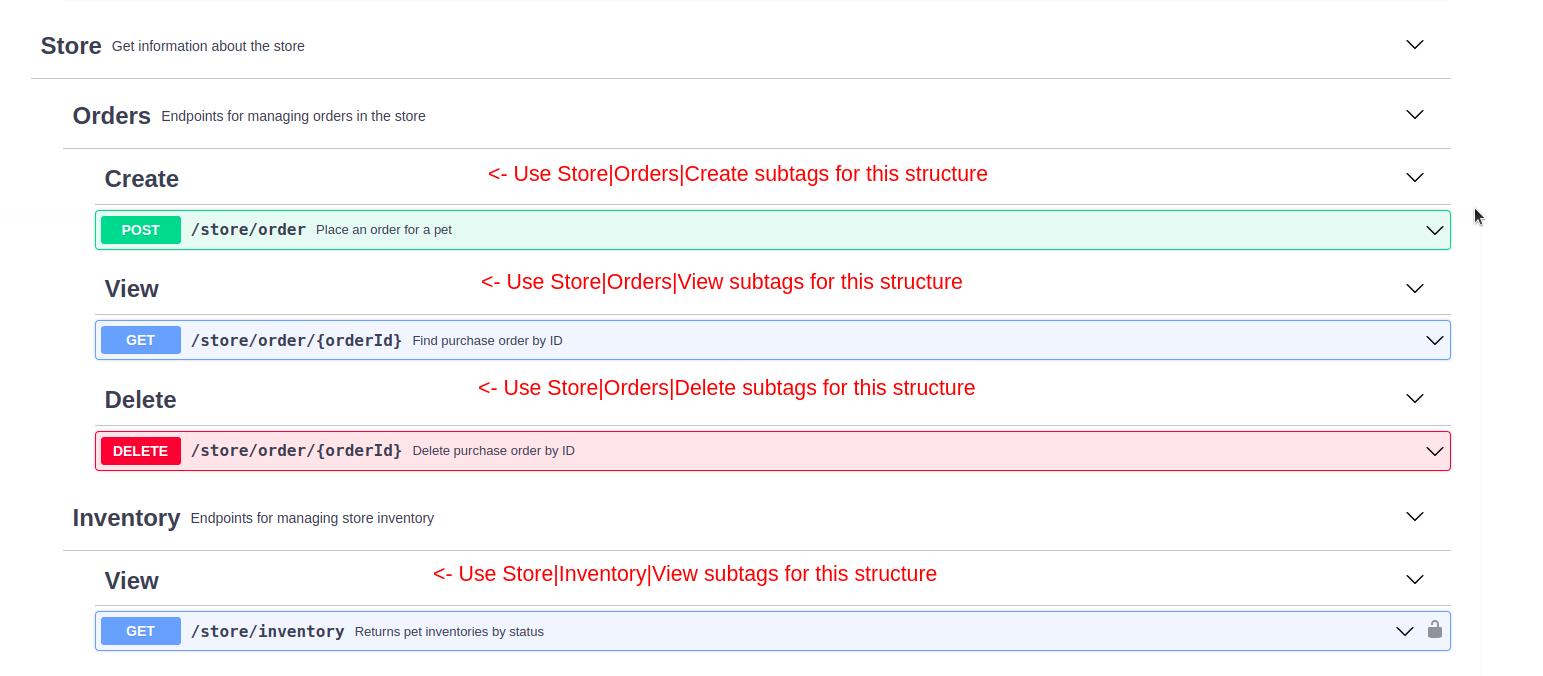 Store Get information about the store
Orders Endpoints for managing orders in the store
Create <- Use Store|Orders|Create subtags for this structure
POST /store/order Place an order for a pet
View <- Use Store|Orders|View subtags for this structure
GET /store/order/{orderId} Find purchase order by ID
Delete <- Use Store|Orders|Delete subtags for this structure
DELETE /store/order/{orderId} Delete purchase order by ID
Inventory Endpoints for managing store inventory
View <- Use Store|Inventory|View subtags for this structure
GET /store/inventory Returns pet inventories by status